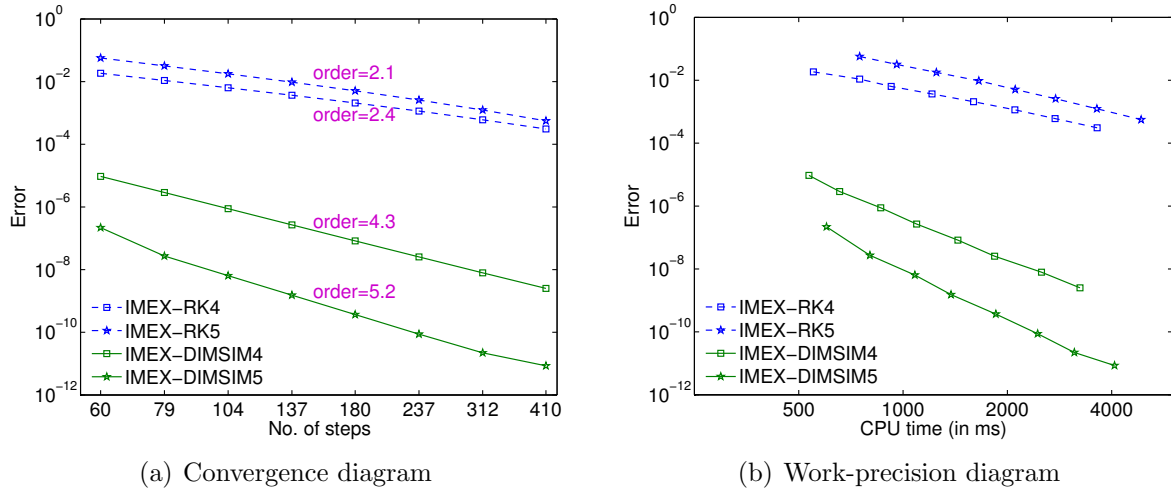 10^0
10^-2
10^-4
10^-6
10^-8
10^-10
10^-12
Error
order=2.1
order=2.4
order=4.3
order=5.2
IMEX-RK4
IMEX-RK5
IMEX-DIMSIM4
IMEX-DIMSIM5
60 79 104 137 180 237 312 410
No. of steps
(a) Convergence diagram
10^0
10^-2
10^-4
10^-6
10^-8
10^-10
10^-12
Error
IMEX-RK4
IMEX-RK5
IMEX-DIMSIM4
IMEX-DIMSIM5
500 1000 2000 4000
CPU time (in ms)
(b) Work-precision diagram